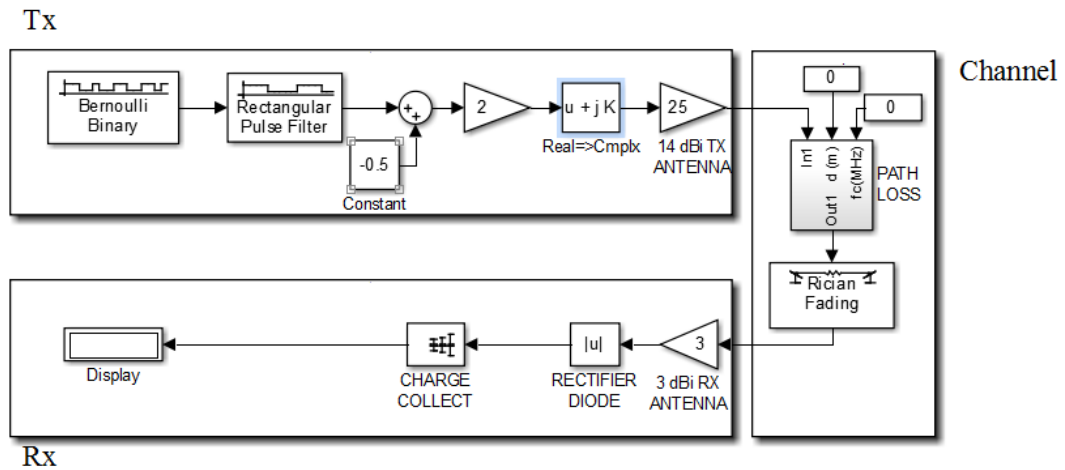 Tx
Channel
Bernoulli
Binary
Rectangular
Pulse Filter
+
+
-0.5
Constant
2
u + j K
Real=>Cmplx
25
14 dBi TX
ANTENNA
0
0
In1
d (m)
fc(MHz)
Out1
PATH
LOSS
Rician
Fading
3
3 dBi RX
ANTENNA
|u|
RECTIFIER
DIODE
CHARGE
COLLECT
Display
Rx